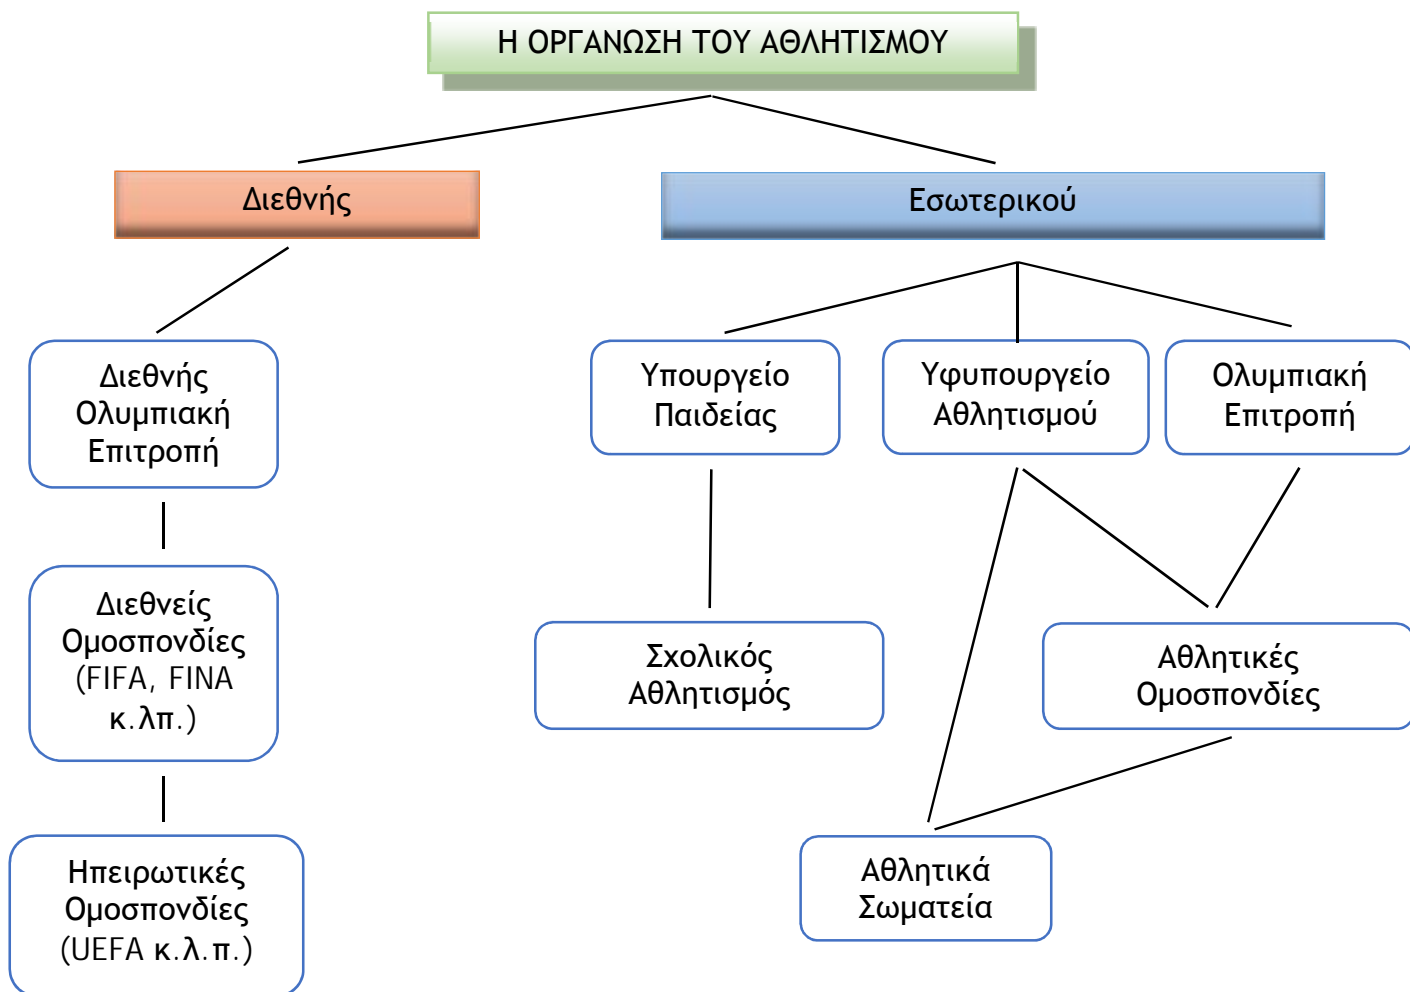 Η ΟΡΓΑΝΩΣΗ ΤΟΥ ΑΘΛΗΤΙΣΜΟΥ
Διεθνής
Εσωτερικού
Διεθνής
Ολυμπιακή
Επιτροπή
Υπουργείο
Παιδείας
Υφυπουργείο
Αθλητισμού
Ολυμπιακή
Επιτροπή
Διεθνείς
Ομοσπονδίες
(FIFA, FINA
κ.λπ.)
Σχολικός
Αθλητισμός
Αθλητικές
Ομοσπονδίες
Ηπειρωτικές
Ομοσπονδίες
(UEFA κ.λ.π.)
Αθλητικά
Σωματεία